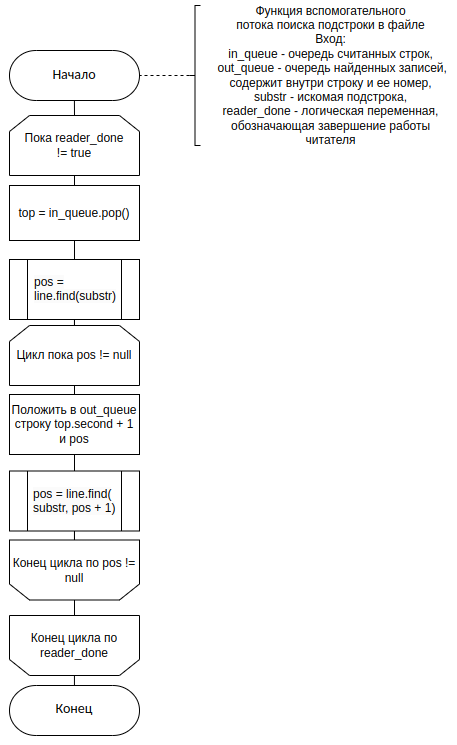 Функция вспомогательного
потока поиска подстроки в файле
Вход:
in_queue - очередь считанных строк,
out_queue - очередь найденных записей,
содержит внутри строку и ее номер,
substr - искомая подстрока,
reader_done - логическая переменная,
обозначающая завершение работы
читателя
Начало
Пока reader_done
!= true
top = in_queue.pop()
pos =
line.find(substr)
Цикл пока pos != null
Положить в out_queue
строку top.second + 1
и pos
pos = line.find(
substr, pos + 1)
Конец цикла по pos !=
null
Конец цикла по
reader_done
Конец